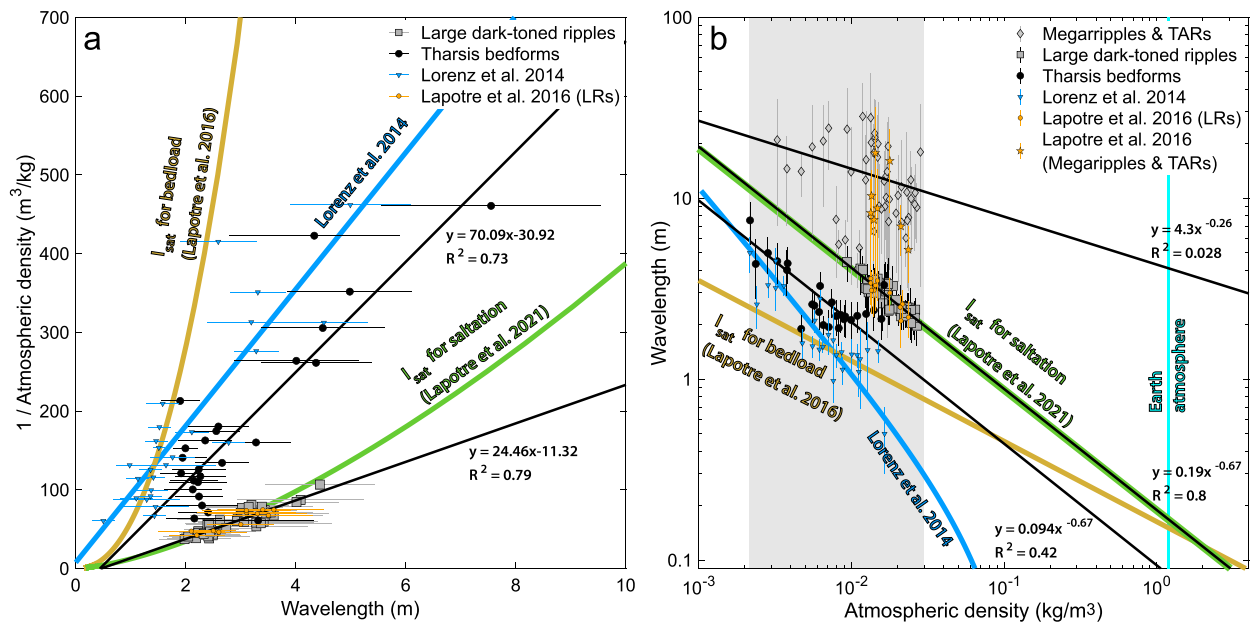 a
1 / Atmospheric density (m3/kg)
700
600
500
400
300
200
100
0
0
2
4
6
8
10
Wavelength (m)
Large dark-toned ripples
Tharsis bedforms
Lorenz et al. 2014
Lapotre et al. 2016 (LRs)
lsat for bedload
(Lapotre et al. 2016)
Lorenz et al. 2014
y = 70.09x-30.92
R2 = 0.73
lsat for saltation
(Lapotre et al. 2021)
y = 24.46x-11.32
R2 = 0.79
b
Wavelength (m)
100
10
1
0.1
10-3
10-2
10-1
100
Atmospheric density (kg/m3)
Megarripples & TARs
Large dark-toned ripples
Tharsis bedforms
Lorenz et al. 2014
Lapotre et al. 2016 (LRs)
Lapotre et al. 2016
(Megarripples & TARs)
y = 4.3x -0.26
R2 = 0.028
lsat for saltation
(Lapotre et al. 2021)
lsat for bedload
(Lapotre et al. 2016)
Earth
atmosphere
Lorenz et al. 2014
y = 0.19x-0.67
R2 = 0.8
y = 0.094x -0.67
R2 = 0.42